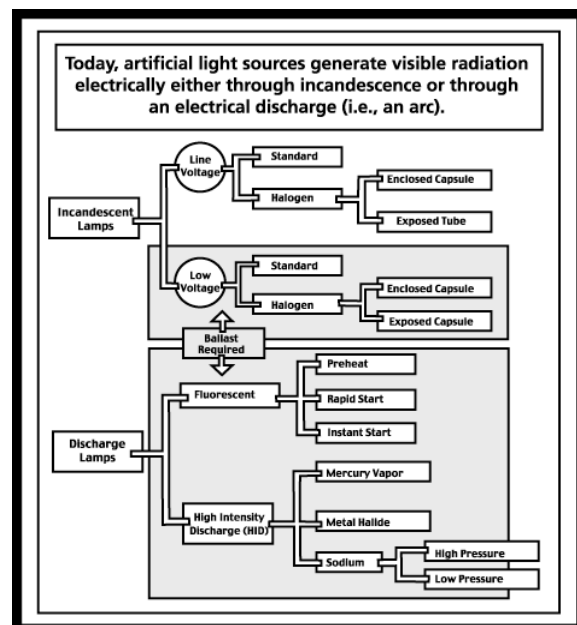 Today, artificial light sources generate visible radiation
electrically either through incandescence or through
an electrical discharge (i.e., an arc).
Line
Voltage
Standard
Halogen
Enclosed Capsule
Exposed Tube
Incandescent
Lamps
Low
Voltage
Standard
Halogen
Enclosed Capsule
Exposed Capsule
Ballast
Required
Discharge
Lamps
Fluorescent
Preheat
Rapid Start
Instant Start
High Intensity
Discharge (HID)
Mercury Vapor
Metal Halide
Sodium
High Pressure
Low Pressure